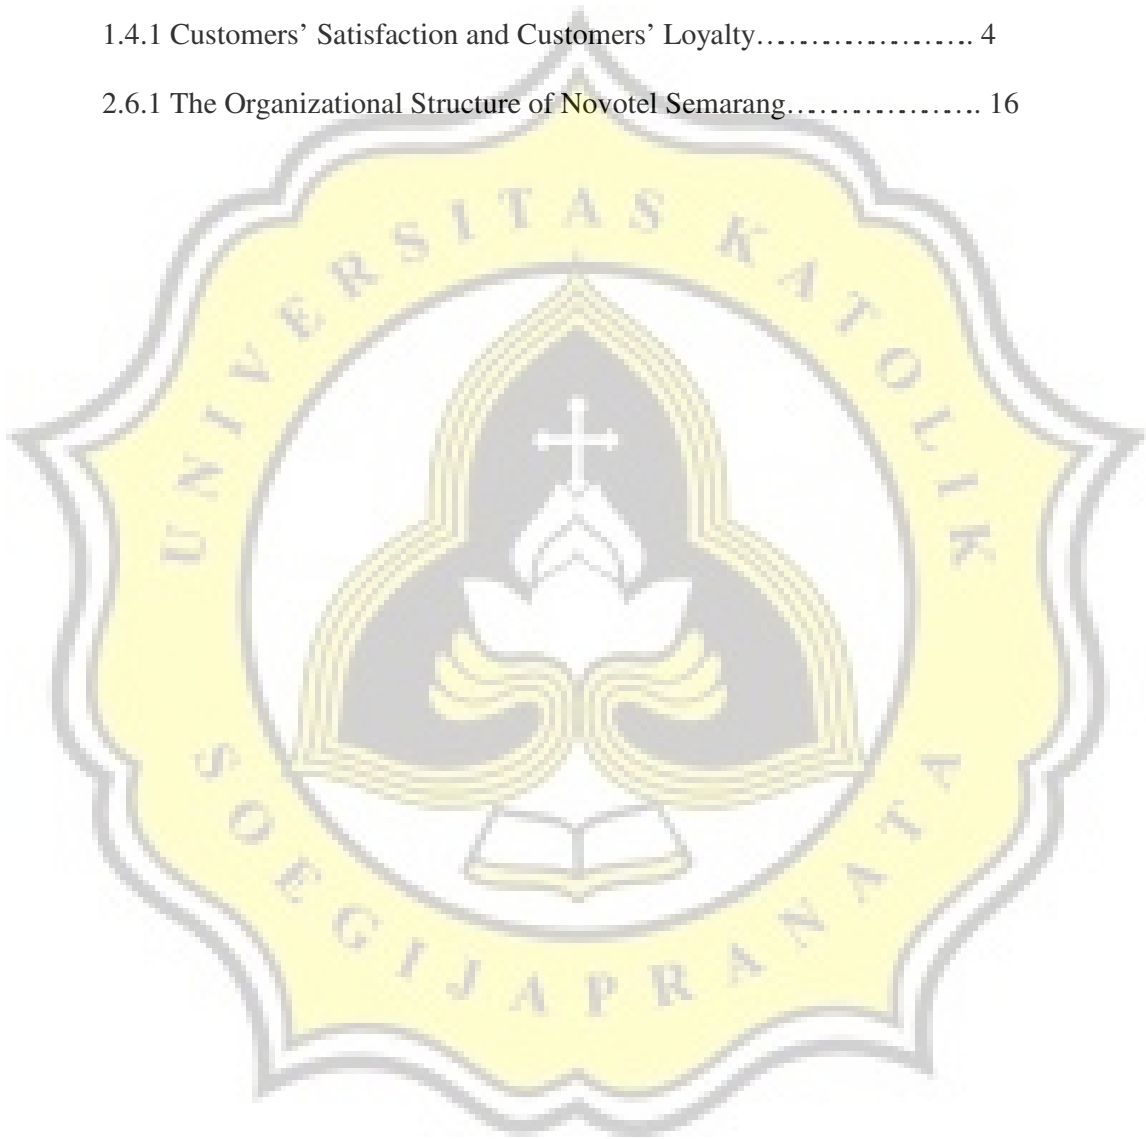 1.4.1 Customers’ Satisfaction and Customers’ Loyalty…………………. 4
2.6.1 The Organizational Structure of Novotel Semarang………………. 16
UNIVERSITAS KATOLIK
SOEGIJAPRANATA